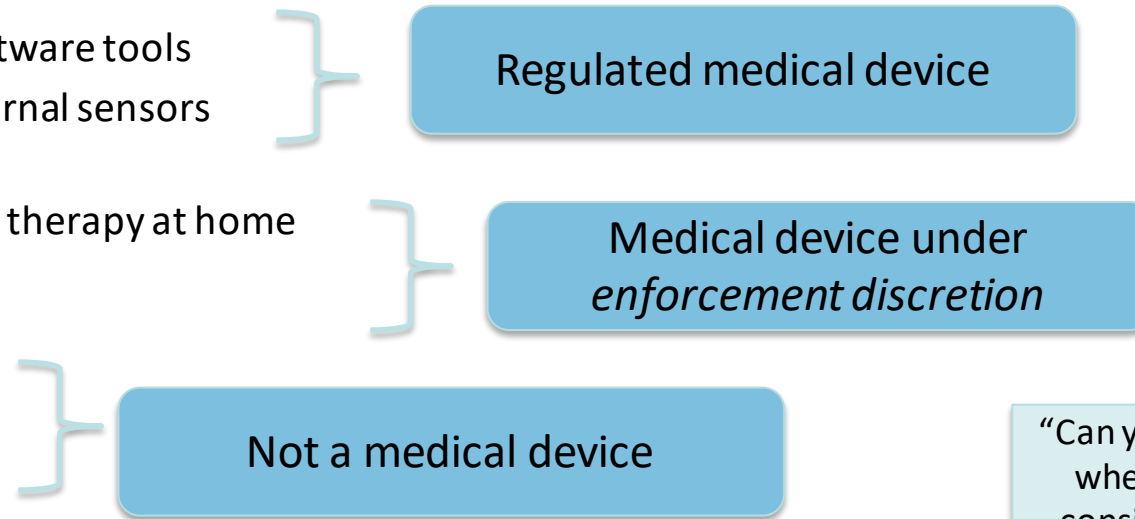 tware tools
Regulated medical device
rnal sensors
therapy at home
Medical device under
enforcement discretion
Not a medical device
“Can y
whe
consi